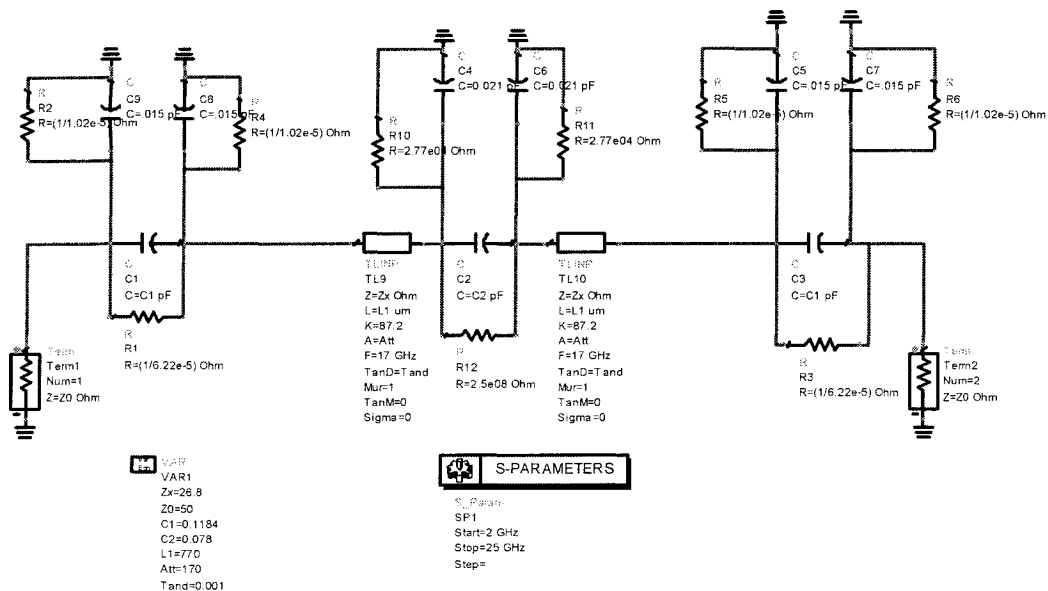 C
C9
C=.015 pF
C
C8
C=.015 pF
R
R2
R=(1/1.02e-5) Ohm
R
R4
R=(1/1.02e-5) Ohm
C
C4
C=0.021 pF
C
C6
C=0.021 pF
R
R10
R=2.77e04 Ohm
R
R11
R=2.77e04 Ohm
C
C5
C=.015 pF
C
C7
C=.015 pF
R
R5
R=(1/1.02e-5) Ohm
R
R6
R=(1/1.02e-5) Ohm
C
C1
C=C1 pF
R
R1
R=(1/6.22e-5) Ohm
TLINP
TL9
Z=Zx Ohm
L=L1 um
K=87.2
A=Att
F=17 GHz
TanD=Tand
Mur=1
TanM=0
Sigma=0
C
C2
C=C2 pF
R
R12
R=2.5e08 Ohm
TLINP
TL10
Z=Zx Ohm
L=L1 um
K=87.2
A=Att
F=17 GHz
TanD=Tand
Mur=1
TanM=0
Sigma=0
C
C3
C=C1 pF
R
R3
R=(1/6.22e-5) Ohm
Term
Term1
Num=1
Z=Z0 Ohm
Term
Term2
Num=2
Z=Z0 Ohm
VAR
VAR1
Zx=26.8
Z0=50
C1=0.1184
C2=0.078
L1=770
Att=170
Tand=0.001
S-PARAMETERS
S_Param
SP1
Start=2 GHz
Stop=25 GHz
Step=